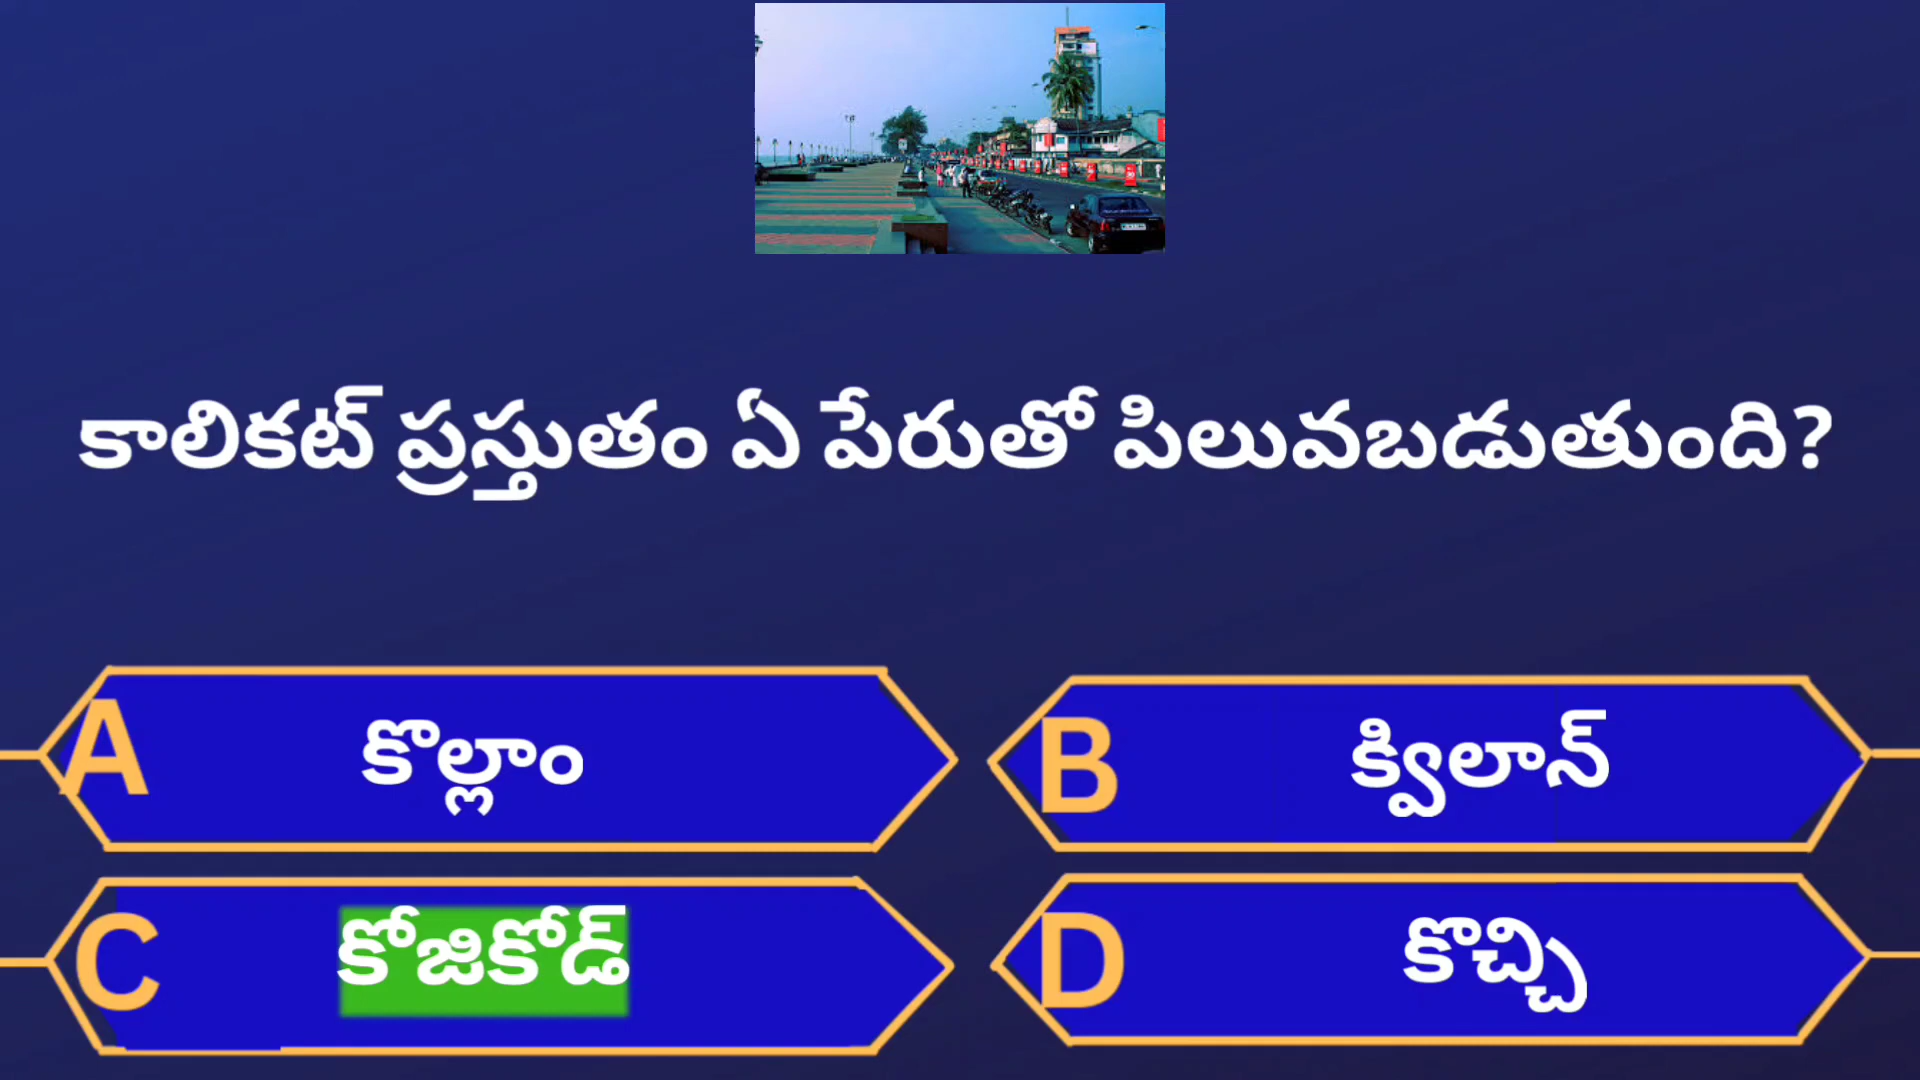 కాలికట్ ప్రస్తుతం ఏ పేరుతో పిలువబడుతుంది?
A కొల్లాం
B క్విలాన్
C కోజికోడ్
D కొచ్చి